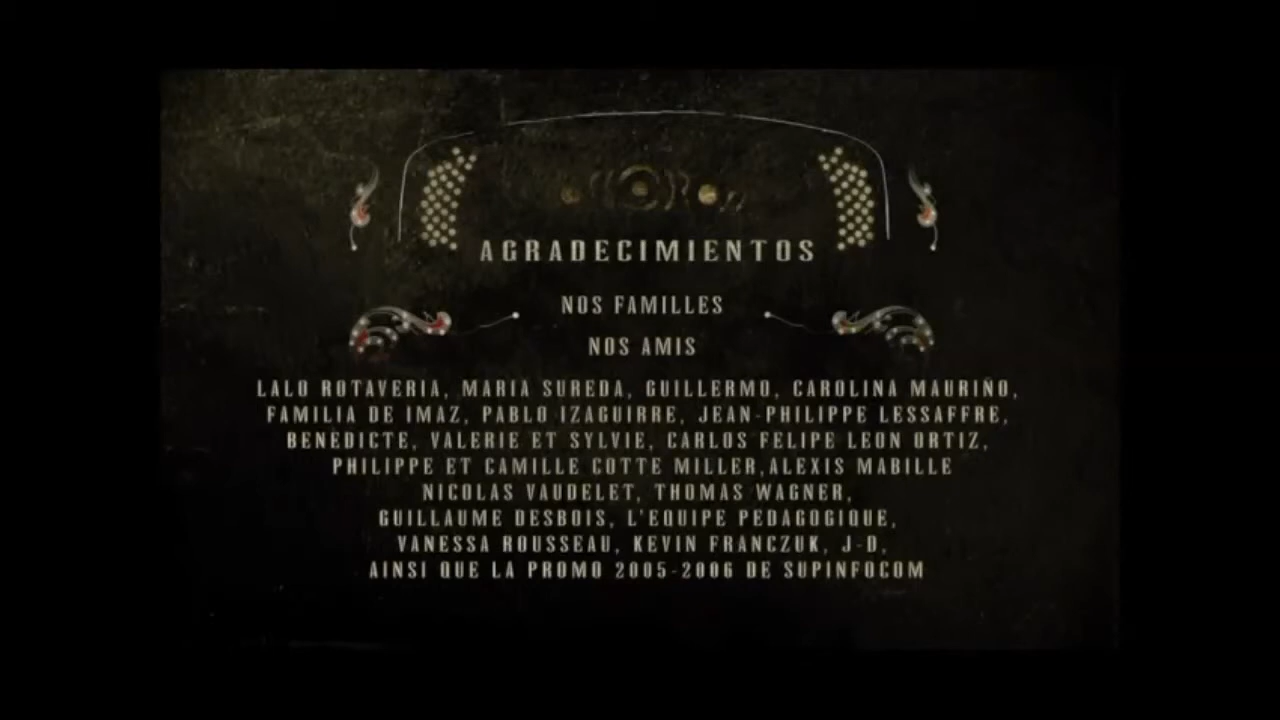 AGRADECIMIENTOS
NOS FAMILLES
NOS AMIS
LALO ROTAVERIA, MARIA SUREDA, GUILLERMO, CAROLINA MAURIÑO,
FAMILIA DE IMAZ, PABLO IZAGUIRRE, JEAN-PHILIPPE LESSAFFRE,
BENEDICTE, VALERIE ET SYLVIE, CARLOS FELIPE LEON ORTIZ,
PHILIPPE ET CAMILLE COTTE MILLER,ALEXIS MABILLE
NICOLAS VAUDELET, THOMAS WAGNER,
GUILLAUME DESBOIS, L'EQUIPE PEDAGOGIQUE,
VANESSA ROUSSEAU, KEVIN FRANCZUK, J-D,
AINSI QUE LA PROMO 2005-2006 DE SUPINFOCOM